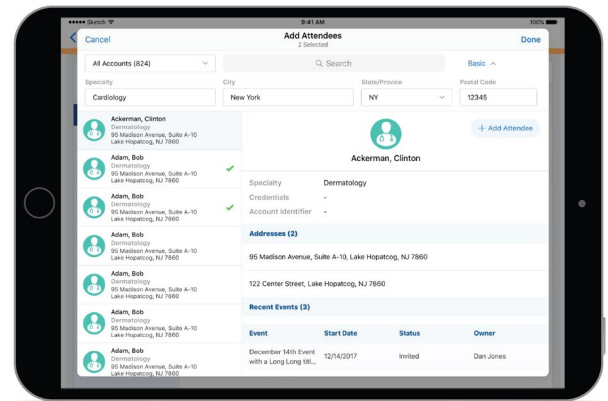 Sketch
9:41 AM
100%
Cancel
Add Attendees
2 Selected
Done
All Accounts (824)
Search
Basic
Specialty
City
State/Provice
Postal Code
Cardiology
New York
NY
12345
Ackerman, Clinton
Dermatology
95 Madison Avenue, Suite A-10
Lake Hopatcog, NJ 7860
Adam, Bob
Dermatology
95 Madison Avenue, Suite A-10
Lake Hopatcog, NJ 7860
Adam, Bob
Dermatology
95 Madison Avenue, Suite A-10
Lake Hopatcog, NJ 7860
Adam, Bob
Dermatology
95 Madison Avenue, Suite A-10
Lake Hopatcog, NJ 7860
Adam, Bob
Dermatology
95 Madison Avenue, Suite A-10
Lake Hopatcog, NJ 7860
Adam, Bob
Dermatology
95 Madison Avenue, Suite A-10
Lake Hopatcog, NJ 7860
Adam, Bob
Dermatology
95 Madison Avenue, Suite A-10
Lake Hopatcog, NJ 7860
+ Add Attendee
Ackerman, Clinton
Specialty Dermatology
Credentials -
Account Identifier -
Addresses (2)
95 Madison Avenue, Suite A-10, Lake Hopatcog, NJ 7860
122 Center Street, Lake Hopatcog, NJ 7860
Recent Events (3)
Event Start Date Status Owner
December 14th Event
with a Long Long titl... 12/14/2017 Invited Dan Jones